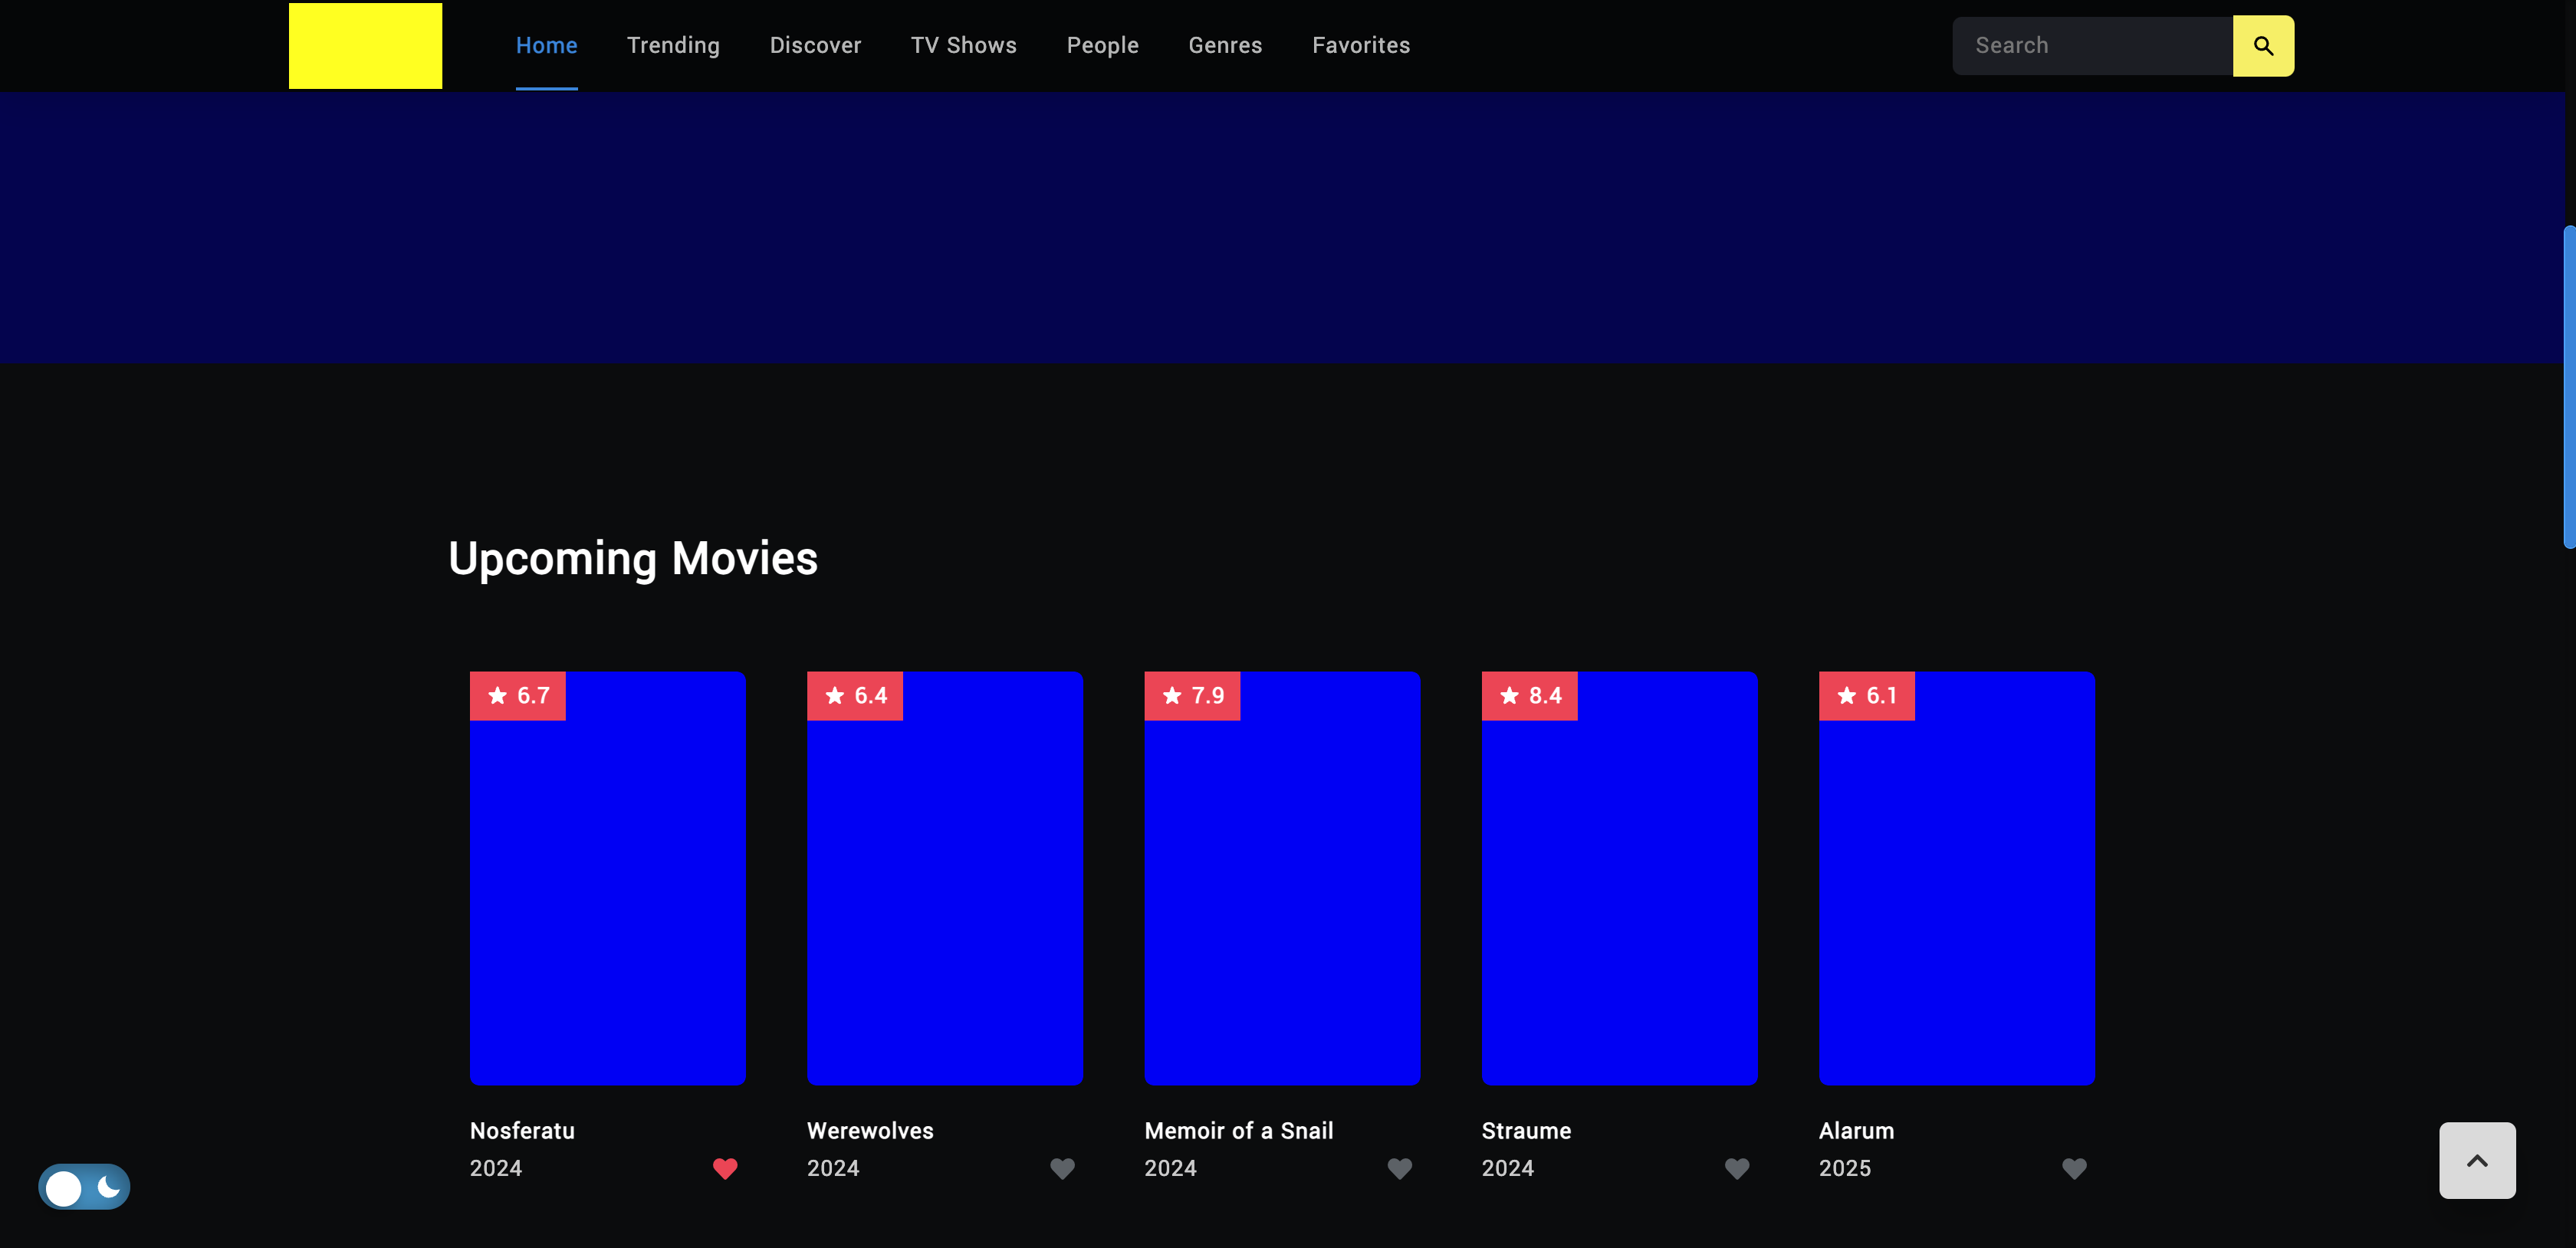 Home Trending Discover TV Shows People Genres Favorites Search
Upcoming Movies
6.7 6.4 7.9 8.4 6.1
Nosferatu Werewolves Memoir of a Snail Straume Alarum
2024 2024 2024 2024 2025